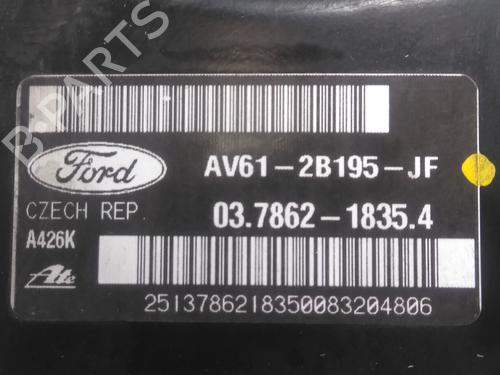 B-PARTS
Ford
AV61-2B195-JF
CZECH REP.
03.7862-1835.4
A426K
Ate
2513786218350083204806